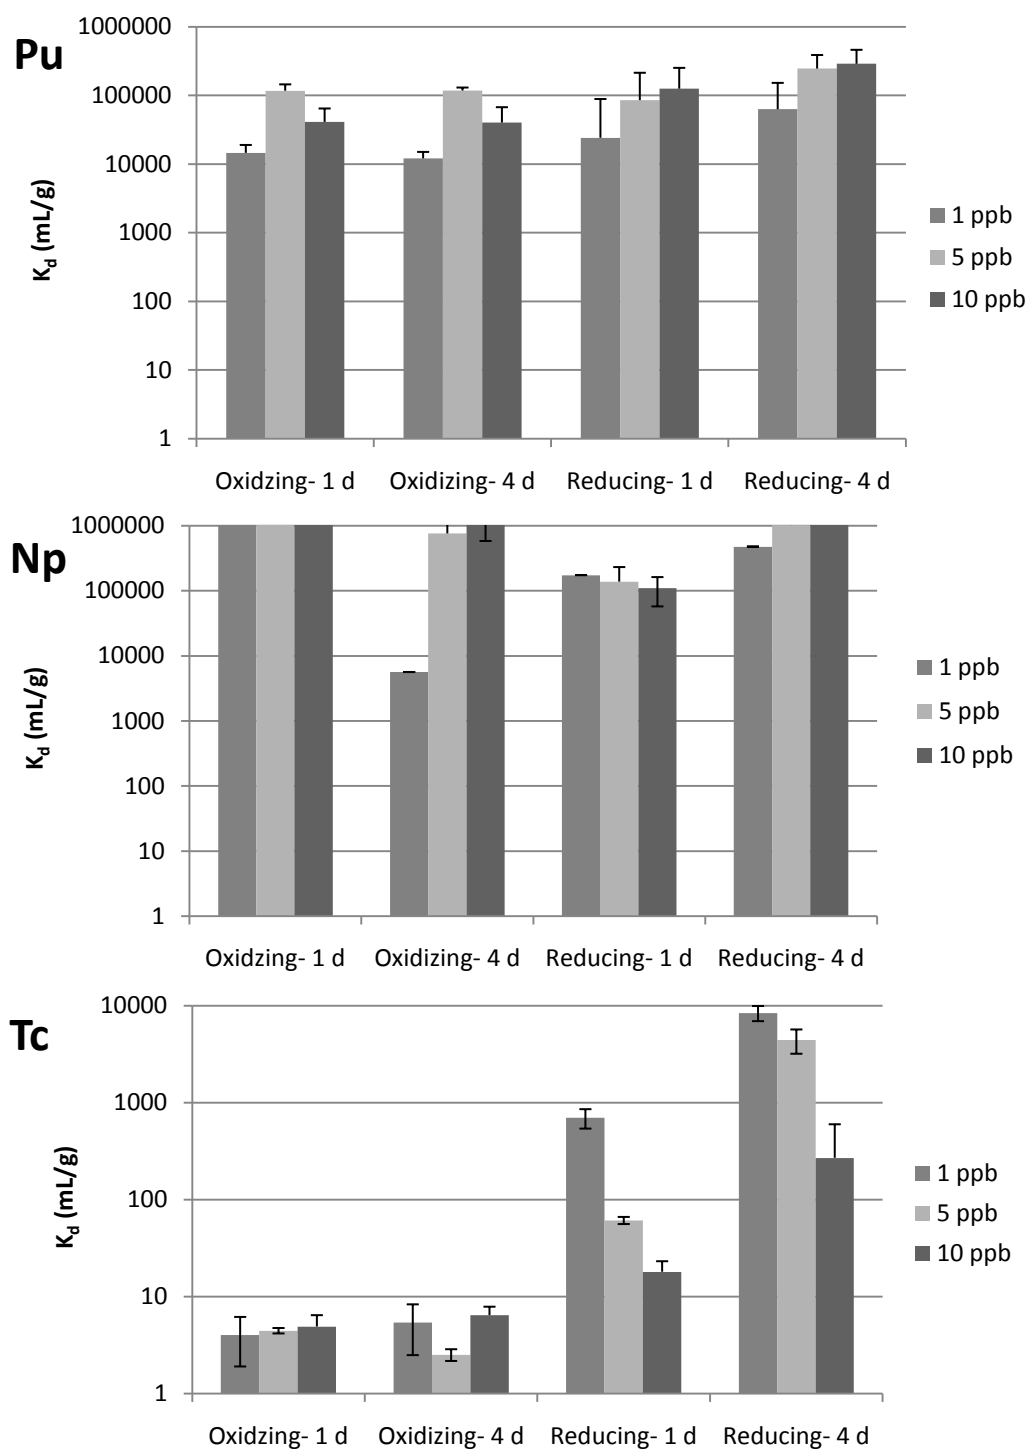 Pu
K_d (mL/g)
1000000
100000
10000
1000
100
10
1
Oxidzing- 1 d Oxidizing- 4 d Reducing- 1 d Reducing- 4 d
1 ppb
5 ppb
10 ppb
Np
K_d (mL/g)
1000000
100000
10000
1000
100
10
1
Oxidzing- 1 d Oxidizing- 4 d Reducing- 1 d Reducing- 4 d
1 ppb
5 ppb
10 ppb
Tc
K_d (mL/g)
10000
1000
100
10
1
Oxidzing- 1 d Oxidizing- 4 d Reducing- 1 d Reducing- 4 d
1 ppb
5 ppb
10 ppb